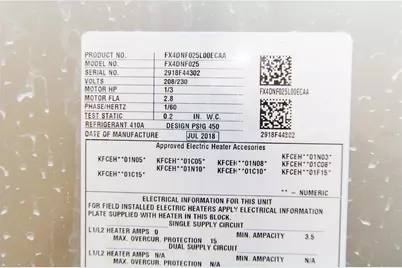 PRODUCT NO. FX4DNF025L00ECAA
MODEL NO. FX4DNF025
SERIAL NO. 2918F44302
VOLTS 208/230
MOTOR HP 1/3
MOTOR FLA 2.8
PHASE/HERTZ 1/60
TEST STATIC 0.2 IN. W.C.
REFRIGERANT 410A DESIGN PSIG 450
DATE OF MANUFACTURE JUL 2018
FX4DNF025L00ECAA
2918F44302
Approved Electric Heater Accesories
KFCEH**01N05* KFCEH**01C05* KFCEH**01N08* KFCEH**01N03*
KFCEH**01C08*
KFCEH**01C15* KFCEH**01N10* KFCEH**01C10* KFCEH**01F15*
** - NUMERIC
ELECTRICAL INFORMATION FOR THIS UNIT
FOR FIELD INSTALLED ELECTRIC HEATERS APPLY ELECTRICAL INFORMATION
PLATE SUPPLIED WITH HEATER IN THIS BLOCK.
SINGLE SUPPLY CIRCUIT
L1/L2 HEATER AMPS 0 MIN. AMPACITY 3.5
MAX. OVERCUR. PROTECTION 15
DUAL SUPPLY CIRCUIT
L1/L2 HEATER AMPS N/A MIN. AMPACITY N/A
MAX. OVERCUR. PROTECTION N/A